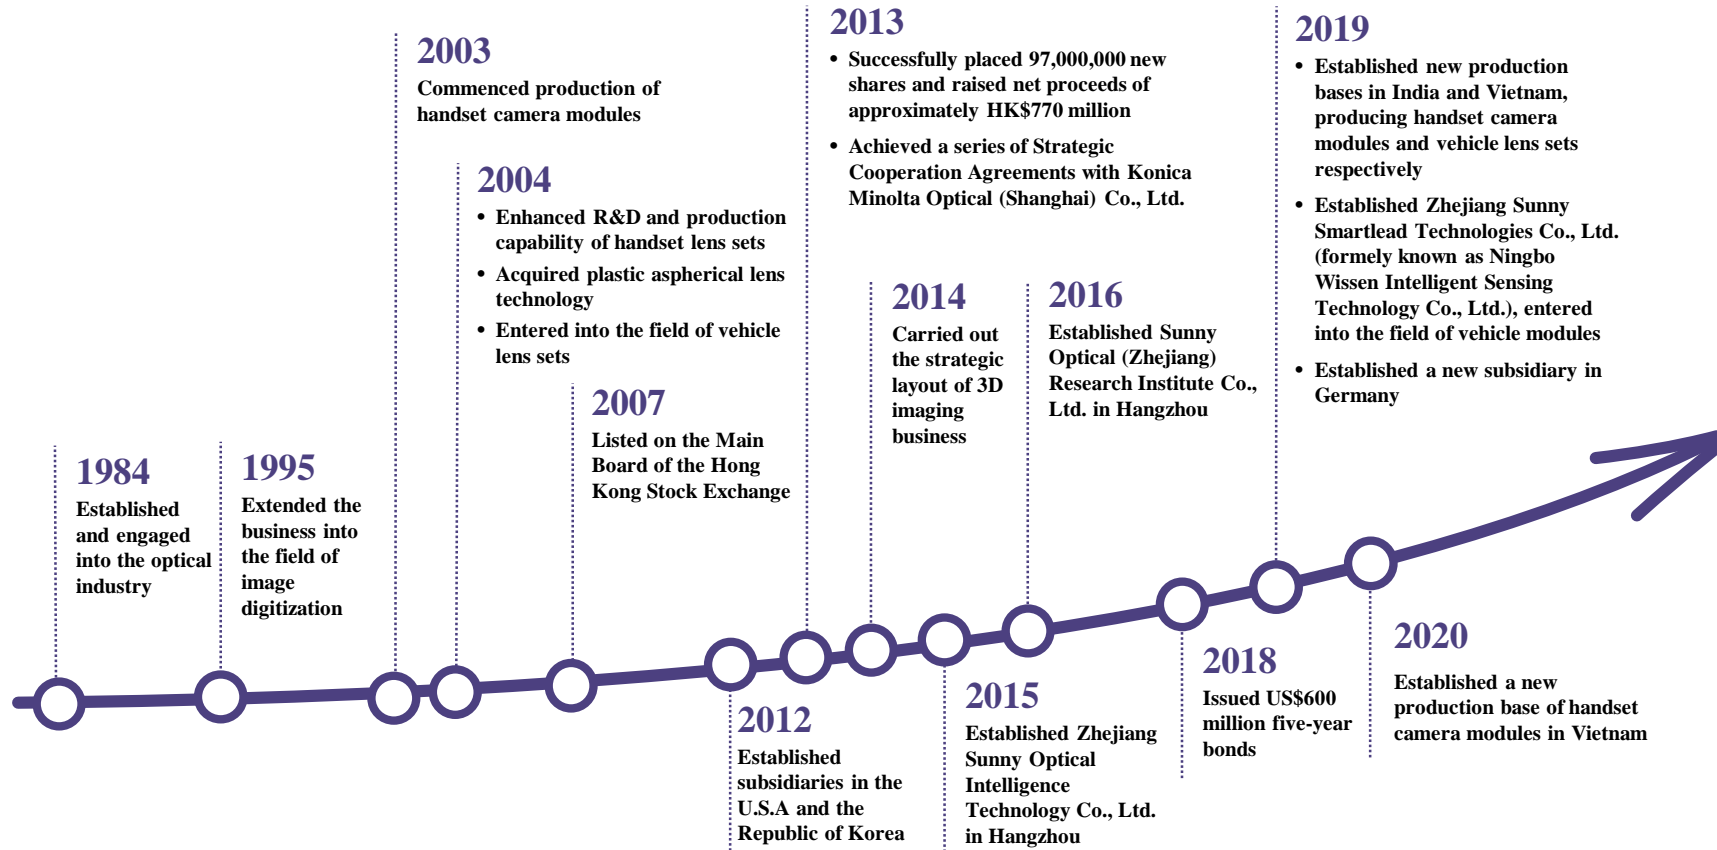 1984
Established
and engaged
into the optical
industry
1995
Extended the
business into
the field of
image
digitization
2003
Commenced production of
handset camera modules
2004
• Enhanced R&D and production
capability of handset lens sets
• Acquired plastic aspherical lens
technology
• Entered into the field of vehicle
lens sets
2007
Listed on the Main
Board of the Hong
Kong Stock Exchange
2012
Established
subsidiaries in the
U.S.A and the
Republic of Korea
2013
• Successfully placed 97,000,000 new
shares and raised net proceeds of
approximately HK$770 million
• Achieved a series of Strategic
Cooperation Agreements with Konica
Minolta Optical (Shanghai) Co., Ltd.
2014
Carried out
the strategic
layout of 3D
imaging
business
2015
Established Zhejiang
Sunny Optical
Intelligence
Technology Co., Ltd.
in Hangzhou
2016
Established Sunny
Optical (Zhejiang)
Research Institute Co.,
Ltd. in Hangzhou
2018
Issued US$600
million five-year
bonds
2019
• Established new production
bases in India and Vietnam,
producing handset camera
modules and vehicle lens sets
respectively
• Established Zhejiang Sunny
Smartlead Technologies Co., Ltd.
(formely known as Ningbo
Wissen Intelligent Sensing
Technology Co., Ltd.), entered
into the field of vehicle modules
• Established a new subsidiary in
Germany
2020
Established a new
production base of handset
camera modules in Vietnam